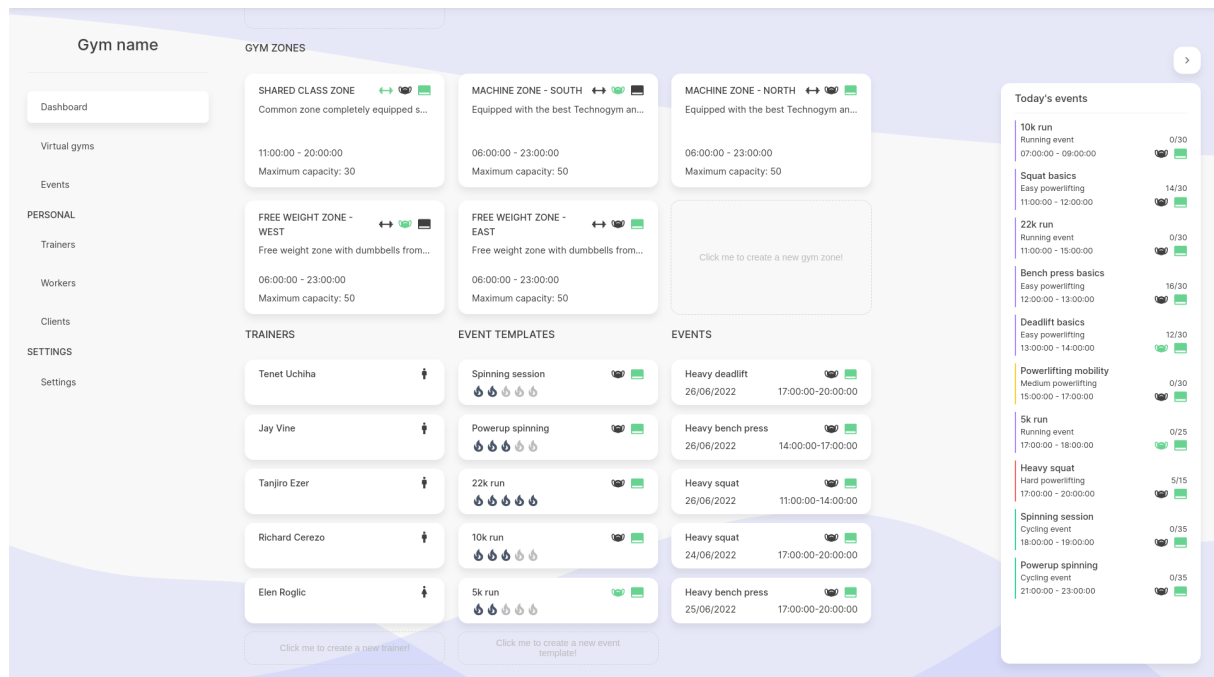 Gym name
Dashboard
Virtual gyms
Events
PERSONAL
Trainers
Workers
Clients
SETTINGS
Settings
GYM ZONES
SHARED CLASS ZONE
Common zone completely equipped s...
11:00:00 - 20:00:00
Maximum capacity: 30
MACHINE ZONE - SOUTH
Equipped with the best Technogym an...
06:00:00 - 23:00:00
Maximum capacity: 50
MACHINE ZONE - NORTH
Equipped with the best Technogym an...
06:00:00 - 23:00:00
Maximum capacity: 50
FREE WEIGHT ZONE -
WEST
Free weight zone with dumbbells from...
06:00:00 - 23:00:00
Maximum capacity: 50
FREE WEIGHT ZONE -
EAST
Free weight zone with dumbbells from...
06:00:00 - 23:00:00
Maximum capacity: 50
Click me to create a new gym zone!
TRAINERS
Tenet Uchiha
Jay Vine
Tanjiro Ezer
Richard Cerezo
Elen Roglic
Click me to create a new trainer!
EVENT TEMPLATES
Spinning session
Powerup spinning
22k run
10k run
5k run
Click me to create a new event
template!
EVENTS
Heavy deadlift
26/06/2022 17:00:00-20:00:00
Heavy bench press
26/06/2022 14:00:00-17:00:00
Heavy squat
26/06/2022 11:00:00-14:00:00
Heavy squat
24/06/2022 17:00:00-20:00:00
Heavy bench press
25/06/2022 17:00:00-20:00:00
Today's events
10k run
Running event 0/30
07:00:00 - 09:00:00
Squat basics
Easy powerlifting 14/30
11:00:00 - 12:00:00
22k run
Running event 0/30
11:00:00 - 15:00:00
Bench press basics
Easy powerlifting 16/30
12:00:00 - 13:00:00
Deadlift basics
Easy powerlifting 12/30
13:00:00 - 14:00:00
Powerlifting mobility
Medium powerlifting 0/30
15:00:00 - 17:00:00
5k run
Running event 0/25
17:00:00 - 18:00:00
Heavy squat
Hard powerlifting 5/15
17:00:00 - 20:00:00
Spinning session
Cycling event 0/35
18:00:00 - 19:00:00
Powerup spinning
Cycling event 0/35
21:00:00 - 23:00:00